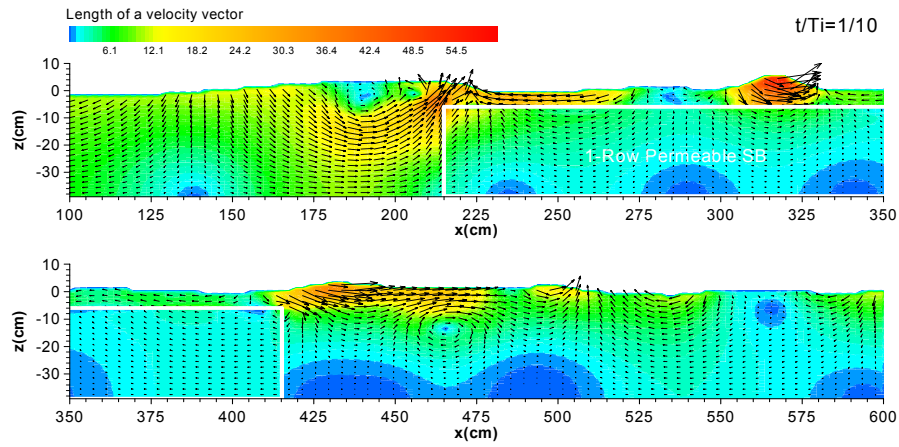 Length of a velocity vector
t/Ti=1/10
6.1 12.1 18.2 24.2 30.3 36.4 42.4 48.5 54.5
z(cm)
10
0
-10
-20
-30
1-Row Permeable SB
100 125 150 175 200 225 250 275 300 325 350
x(cm)
z(cm)
10
0
-10
-20
-30
350 375 400 425 450 475 500 525 550 575 600
x(cm)